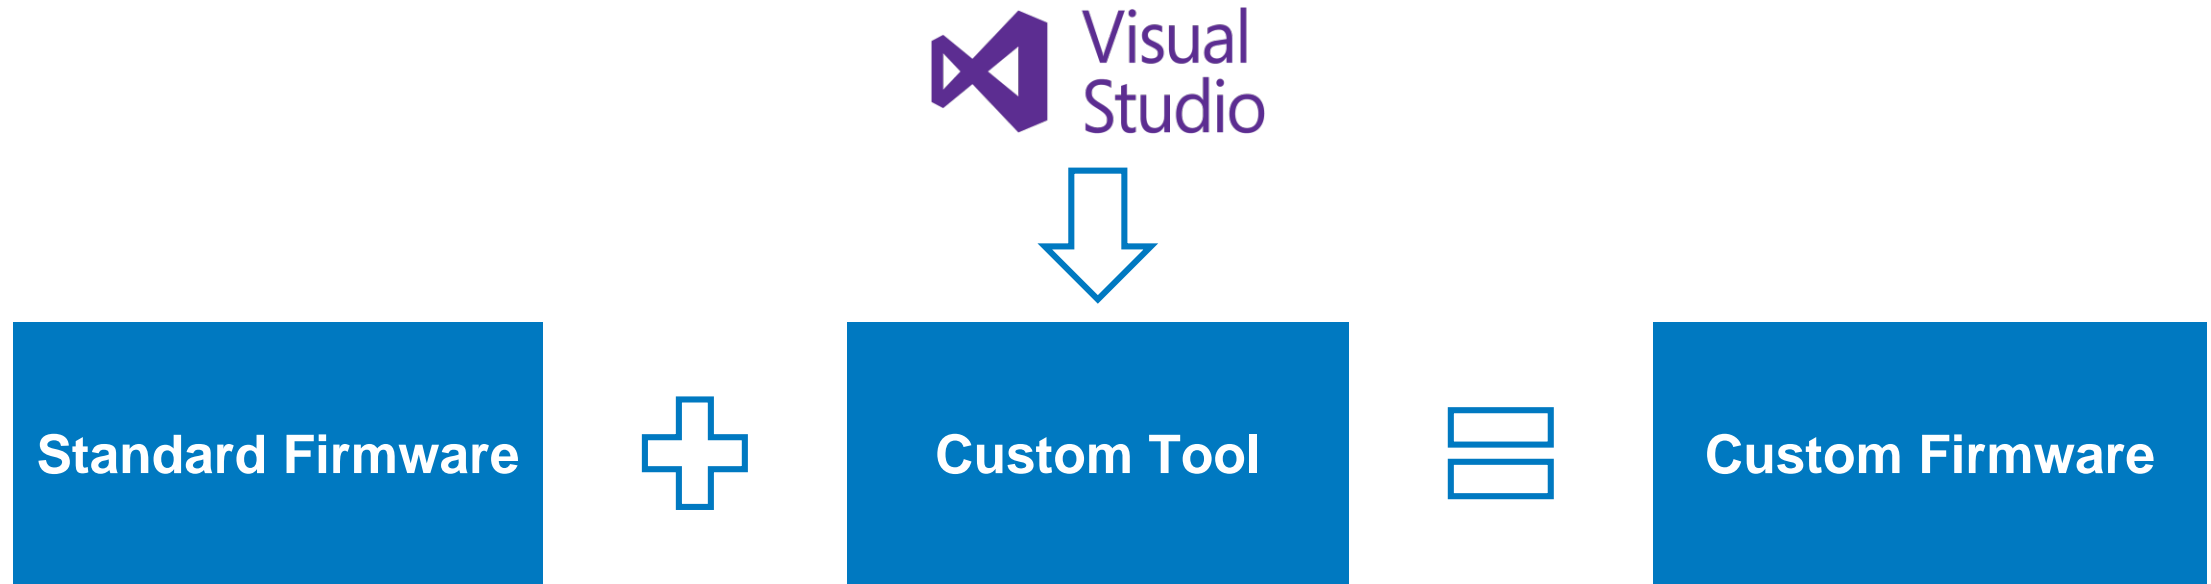 Visual
Studio
Standard Firmware
Custom Tool
Custom Firmware